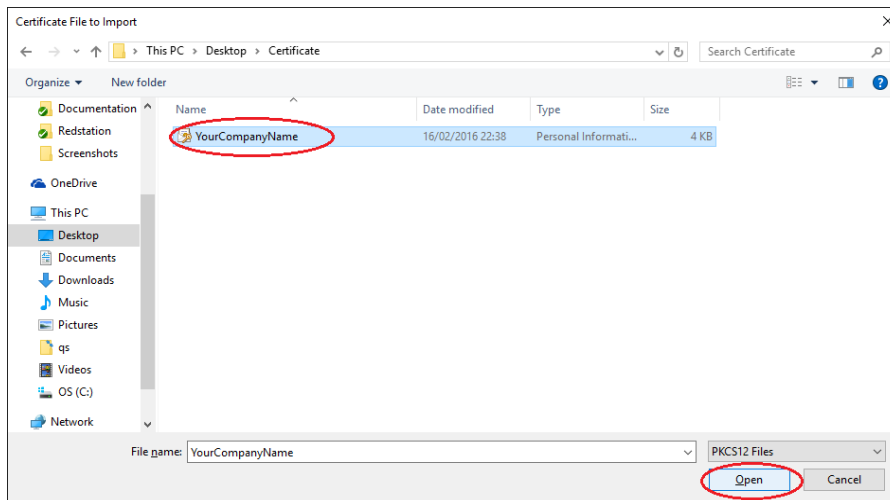 Certificate File to Import
This PC > Desktop > Certificate
Search Certificate
Organize
New folder
Documentation
Redstation
Screenshots
OneDrive
This PC
Desktop
Documents
Downloads
Music
Pictures
qs
Videos
OS (C:)
Network
Name
Date modified
Type
Size
YourCompanyName
16/02/2016 22:38
Personal Informati...
4 KB
File name:
YourCompanyName
PKCS12 Files
Open
Cancel